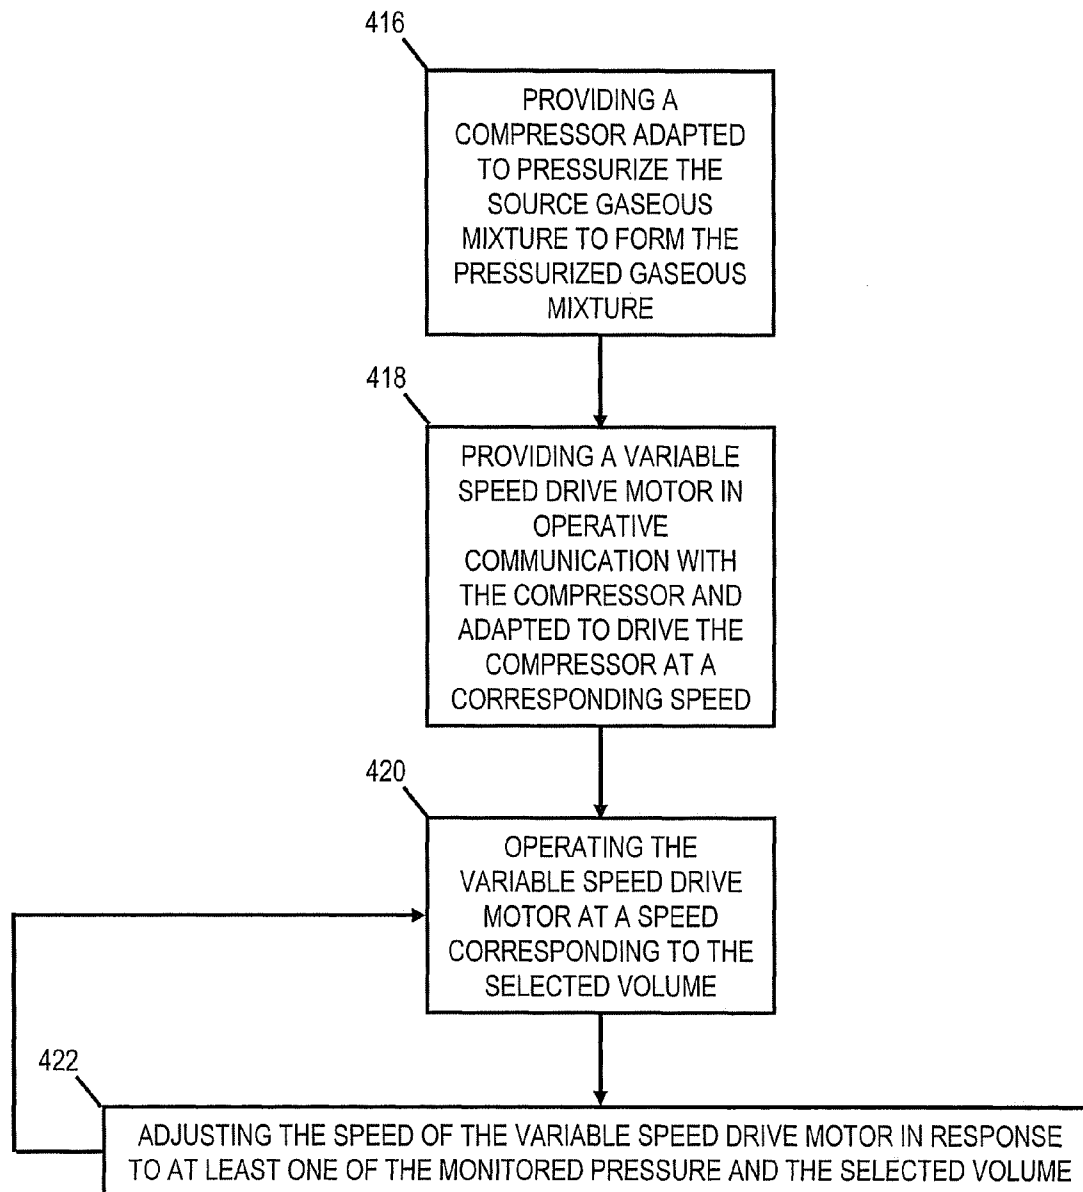 416
PROVIDING A
COMPRESSOR ADAPTED
TO PRESSURIZE THE
SOURCE GASEOUS
MIXTURE TO FORM THE
PRESSURIZED GASEOUS
MIXTURE
418
PROVIDING A VARIABLE
SPEED DRIVE MOTOR IN
OPERATIVE
COMMUNICATION WITH
THE COMPRESSOR AND
ADAPTED TO DRIVE THE
COMPRESSOR AT A
CORRESPONDING SPEED
420
OPERATING THE
VARIABLE SPEED DRIVE
MOTOR AT A SPEED
CORRESPONDING TO THE
SELECTED VOLUME
422
ADJUSTING THE SPEED OF THE VARIABLE SPEED DRIVE MOTOR IN RESPONSE
TO AT LEAST ONE OF THE MONITORED PRESSURE AND THE SELECTED VOLUME